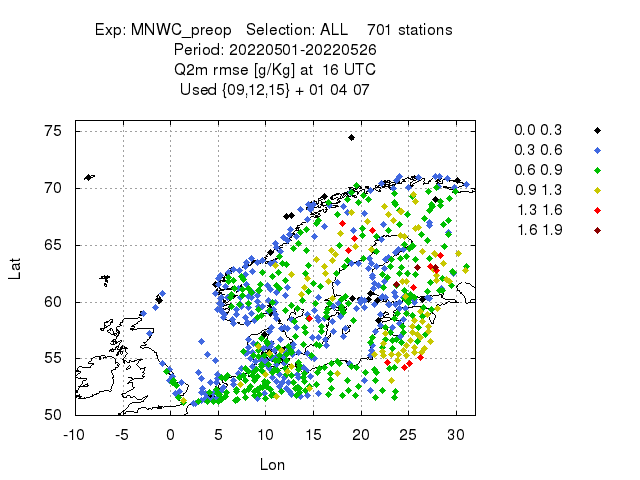 Exp: MNWC_preop   Selection: ALL    701 stations
Period: 20220501-20220526
Q2m rmse [g/Kg] at  16 UTC
Used {09,12,15} + 01 04 07
0.0 0.3
0.3 0.6
0.6 0.9
0.9 1.3
1.3 1.6
1.6 1.9
75
70
65
60
55
50
Lat
-10 -5 0 5 10 15 20 25 30
Lon